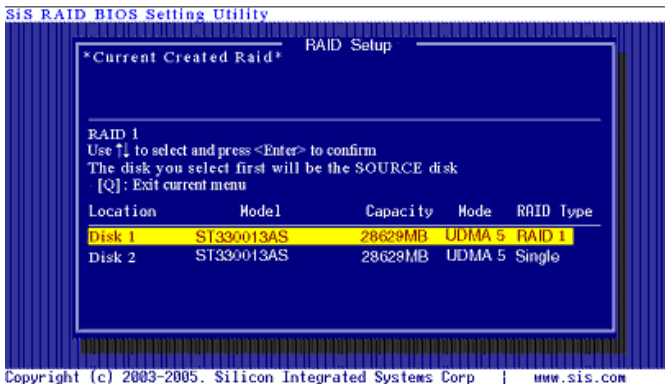 SiS RAID BIOS Setting Utility
RAID Setup
*Current Created Raid*
RAID 1
Use ↑↓ to select and press <Enter> to confirm
The disk you select first will be the SOURCE disk
[Q]: Exit current menu
Location Model Capacity Mode RAID Type
Disk 1 ST330013AS 28629MB UDMA 5 RAID 1
Disk 2 ST330013AS 28629MB UDMA 5 Single
Copyright (c) 2003-2005. Silicon Integrated Systems Corp | www.sis.com